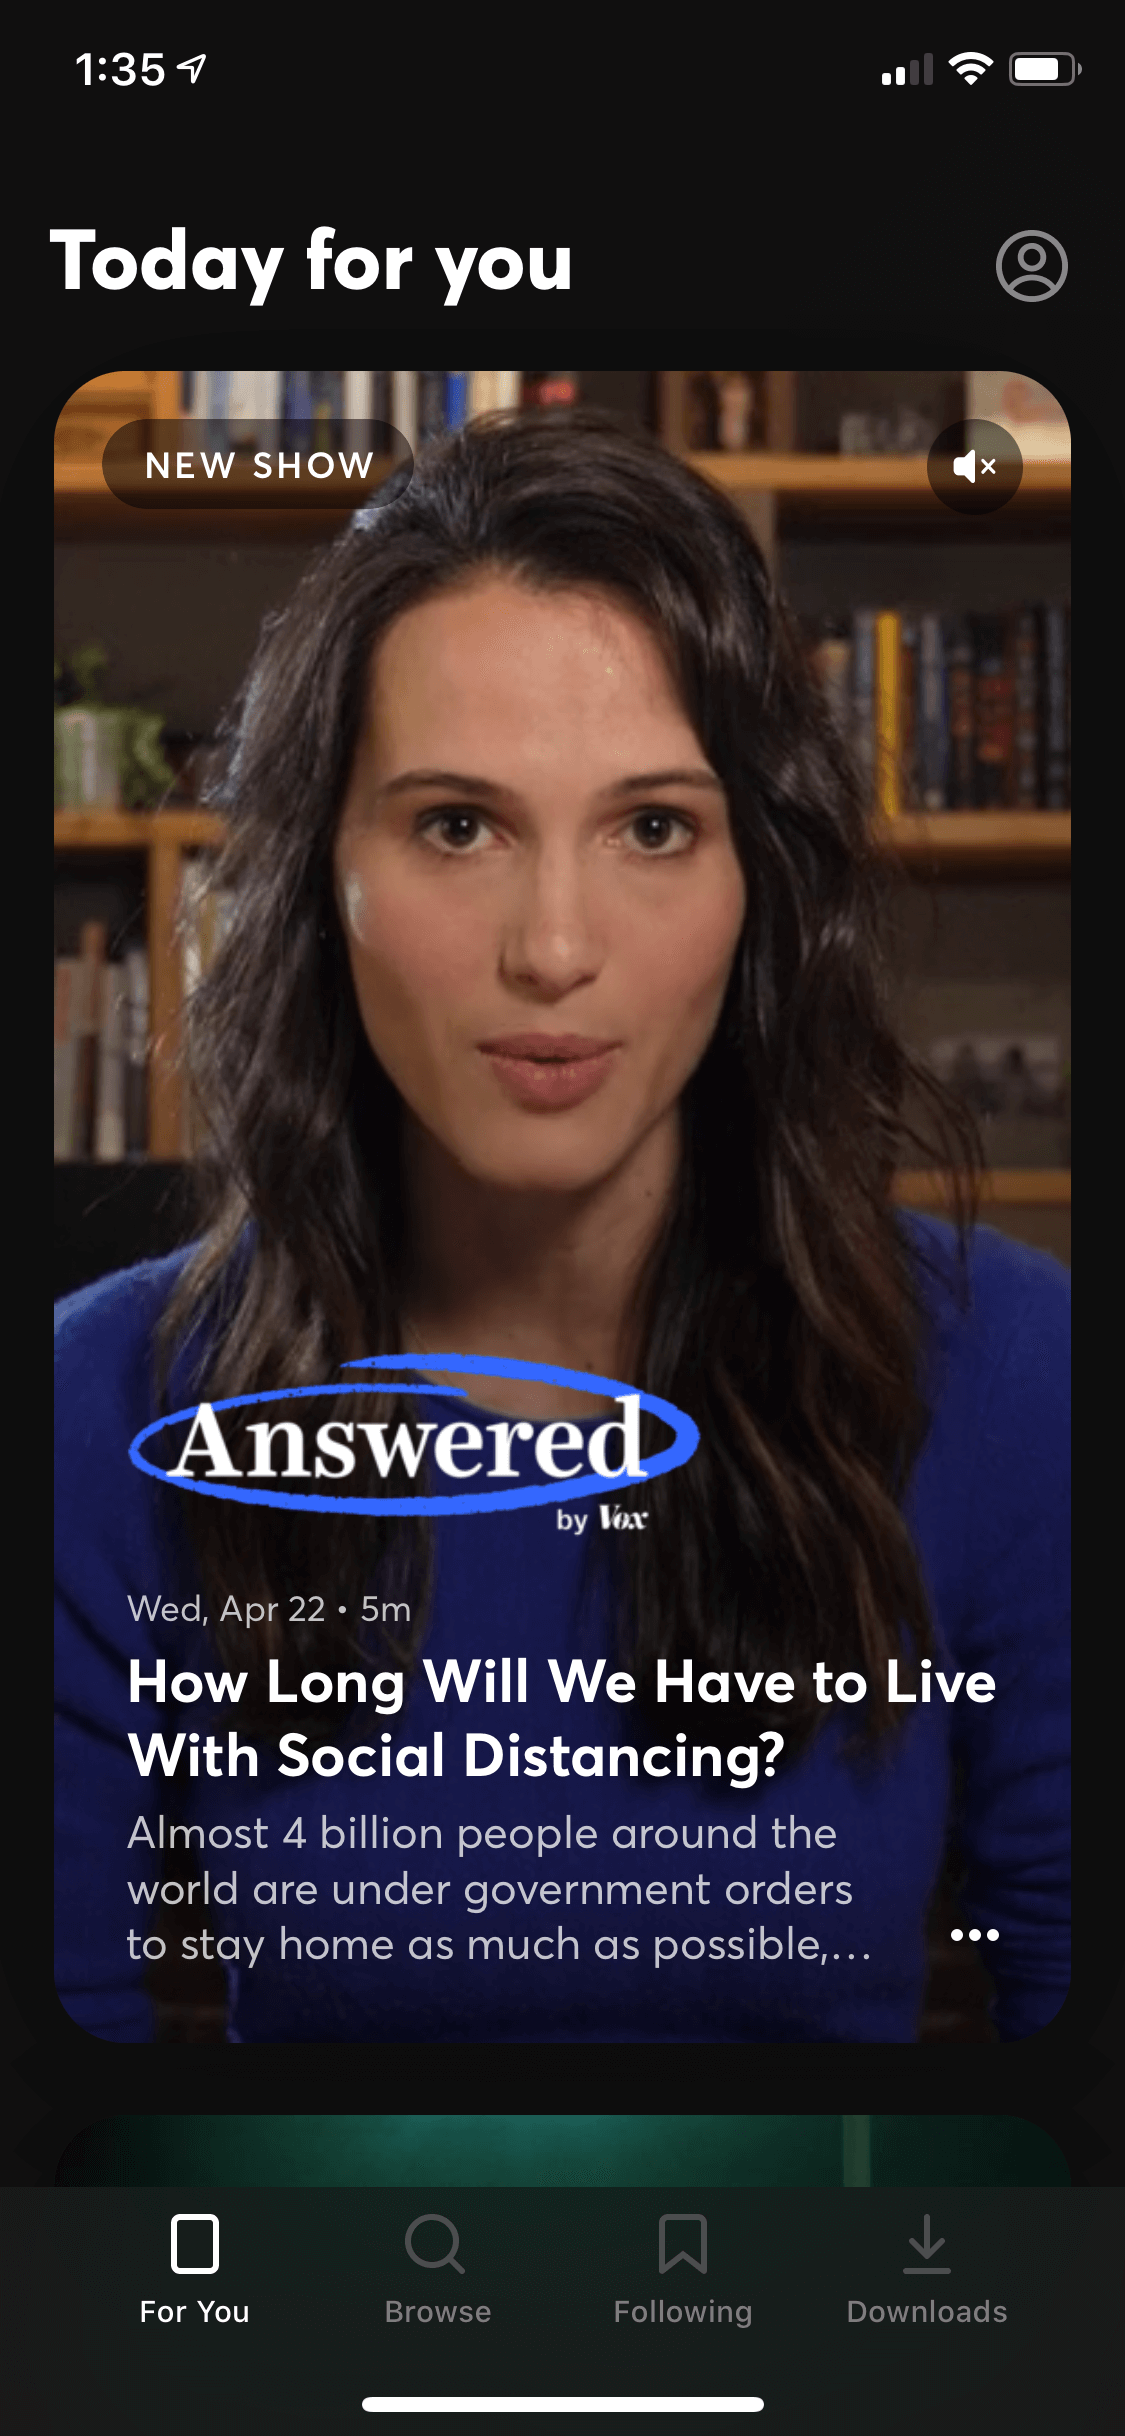 1:35
Today for you
NEW SHOW
Answered
by Vox
Wed, Apr 22 • 5m
How Long Will We Have to Live
With Social Distancing?
Almost 4 billion people around the
world are under government orders
to stay home as much as possible,...
For You
Browse
Following
Downloads